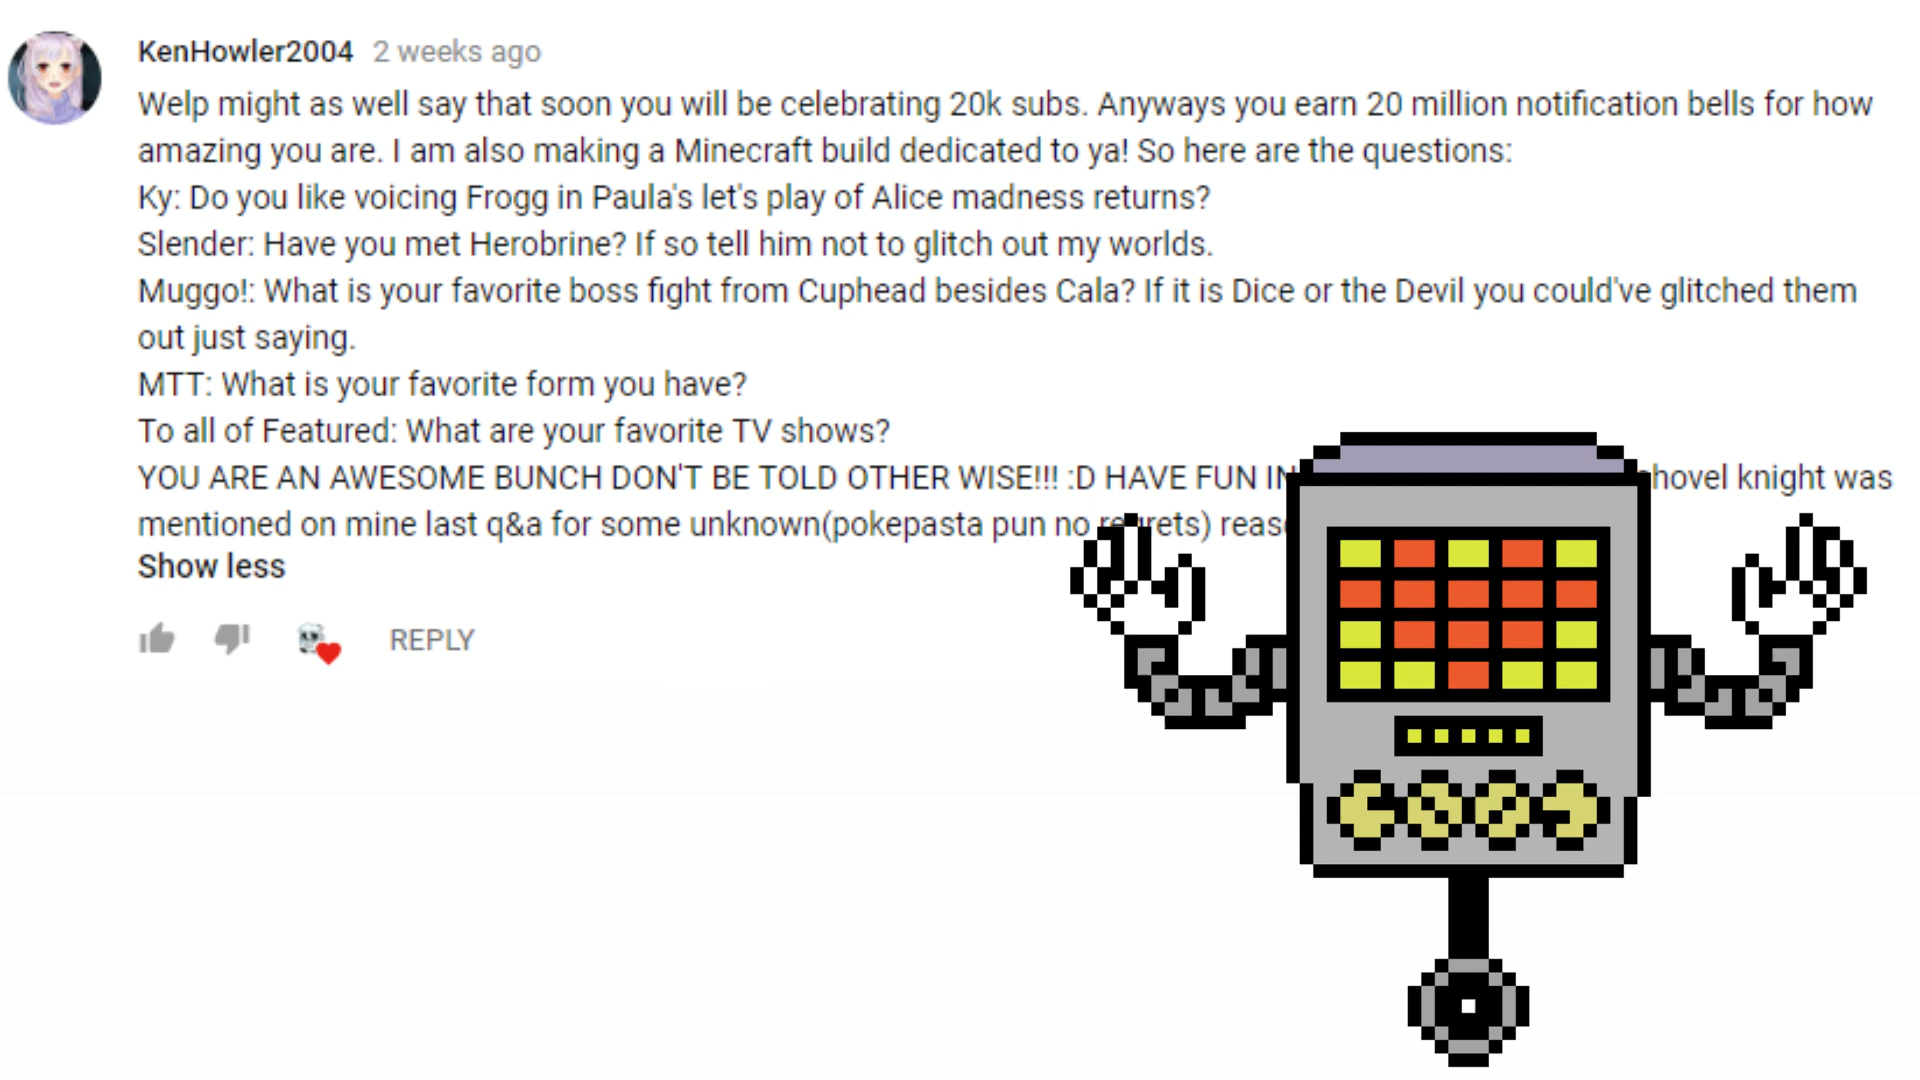 KenHowler2004 2 weeks ago
Welp might as well say that soon you will be celebrating 20k subs. Anyways you earn 20 million notification bells for how
amazing you are. I am also making a Minecraft build dedicated to ya! So here are the questions:
Ky: Do you like voicing Frogg in Paula's let's play of Alice madness returns?
Slender: Have you met Herobrine? If so tell him not to glitch out my worlds.
Muggo!: What is your favorite boss fight from Cuphead besides Cala? If it is Dice or the Devil you could've glitched them
out just saying.
MTT: What is your favorite form you have?
To all of Featured: What are your favorite TV shows?
YOU ARE AN AWESOME BUNCH DON'T BE TOLD OTHER WISE!!! :D HAVE FUN IN hovel knight was
mentioned on mine last q&a for some unknown(pokepasta pun no regrets) reas
Show less
REPLY